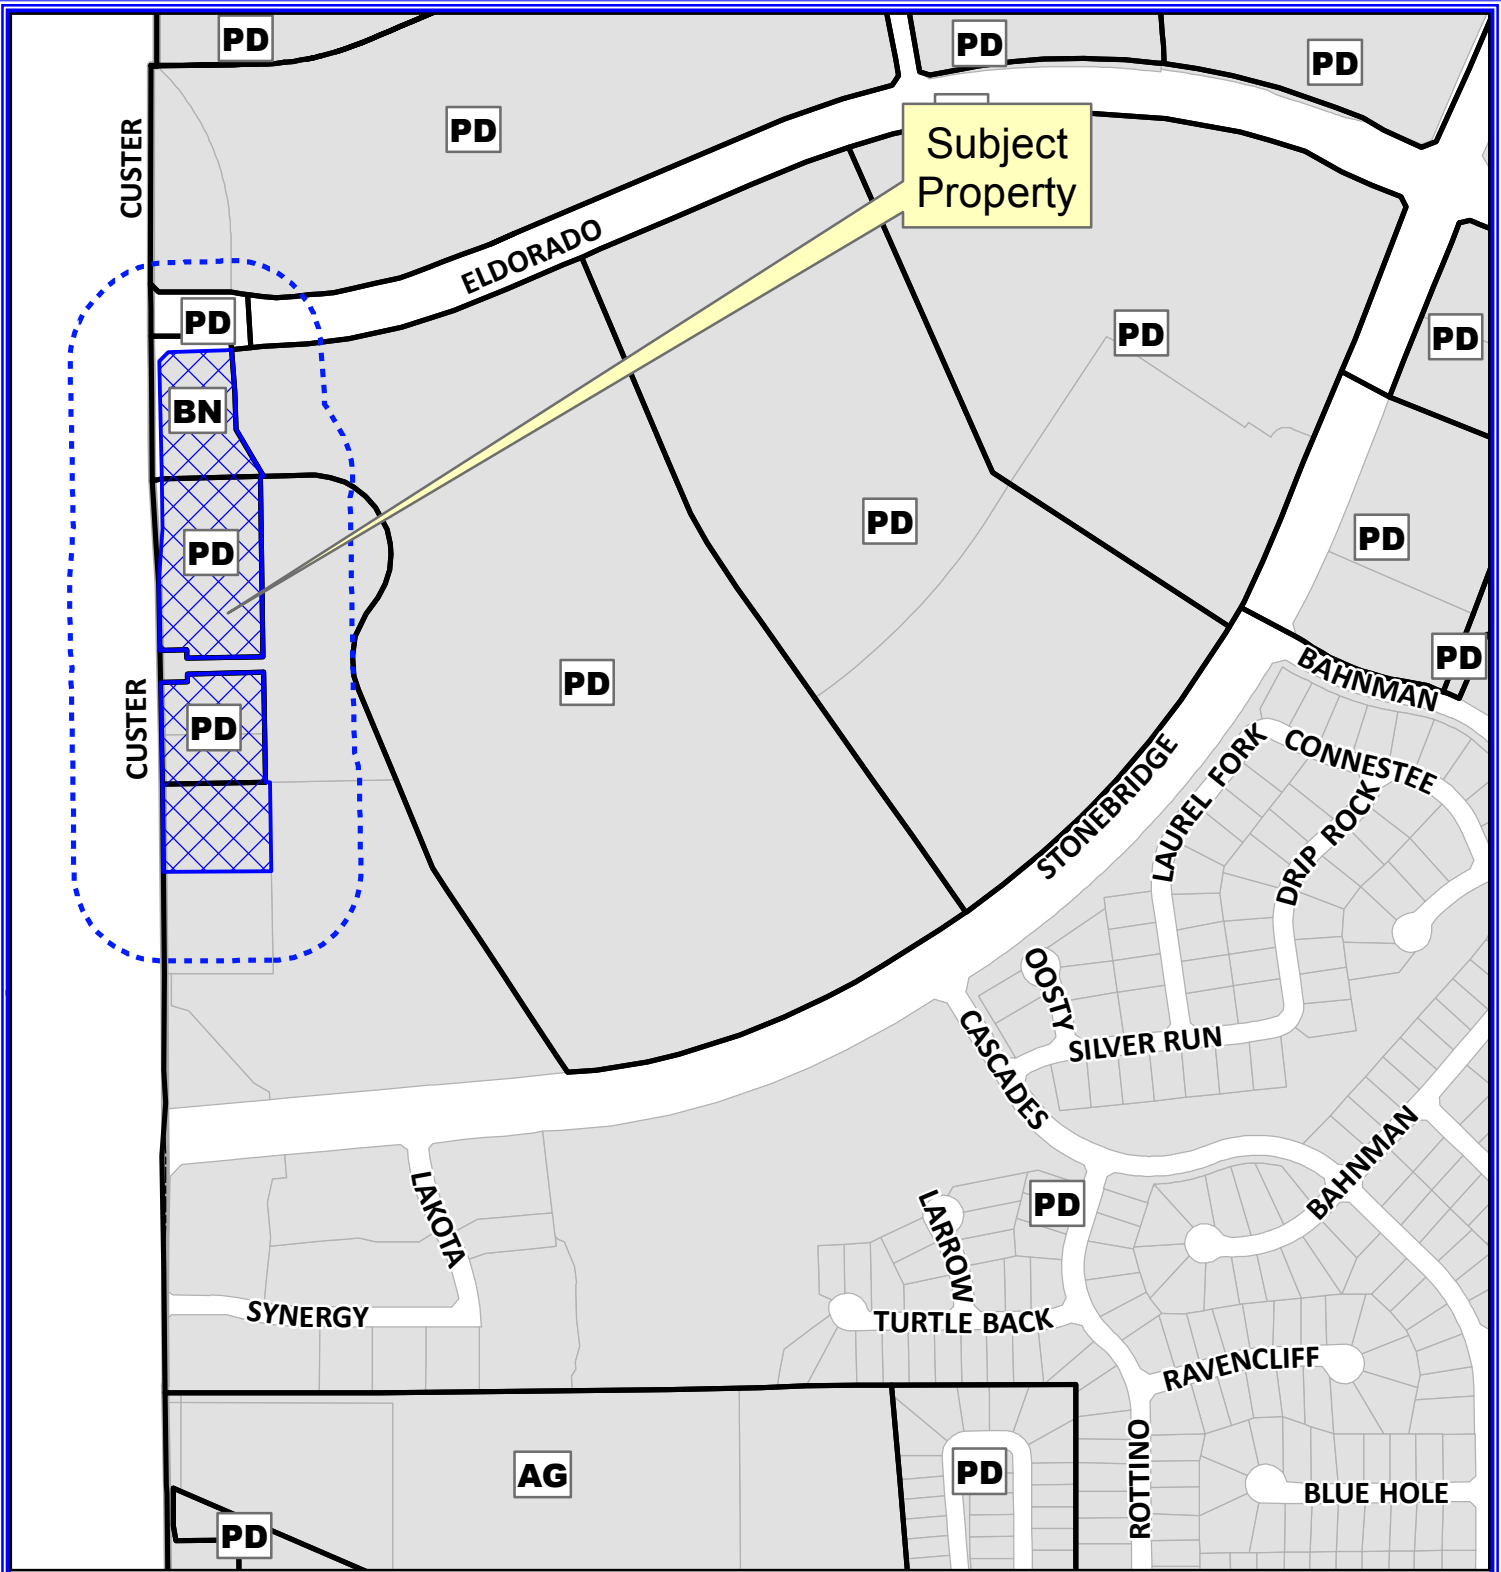 PD
PD
PD
PD
CUSTER
Subject
Property
ELDORADO
PD
PD
PD
BN
PD
PD
PD
PD
PD
BAHNMAN
CUSTER
PD
STONEBRIDGE
LAUREL FORK
CONNESTEE
DRIP ROCK
OOSTY
CASCADES
SILVER RUN
BAHNMAN
LAKOTA
LARROW
PD
SYNERGY
TURTLE BACK
RAVENCLIFF
AG
PD
ROTTINO
BLUE HOLE
PD